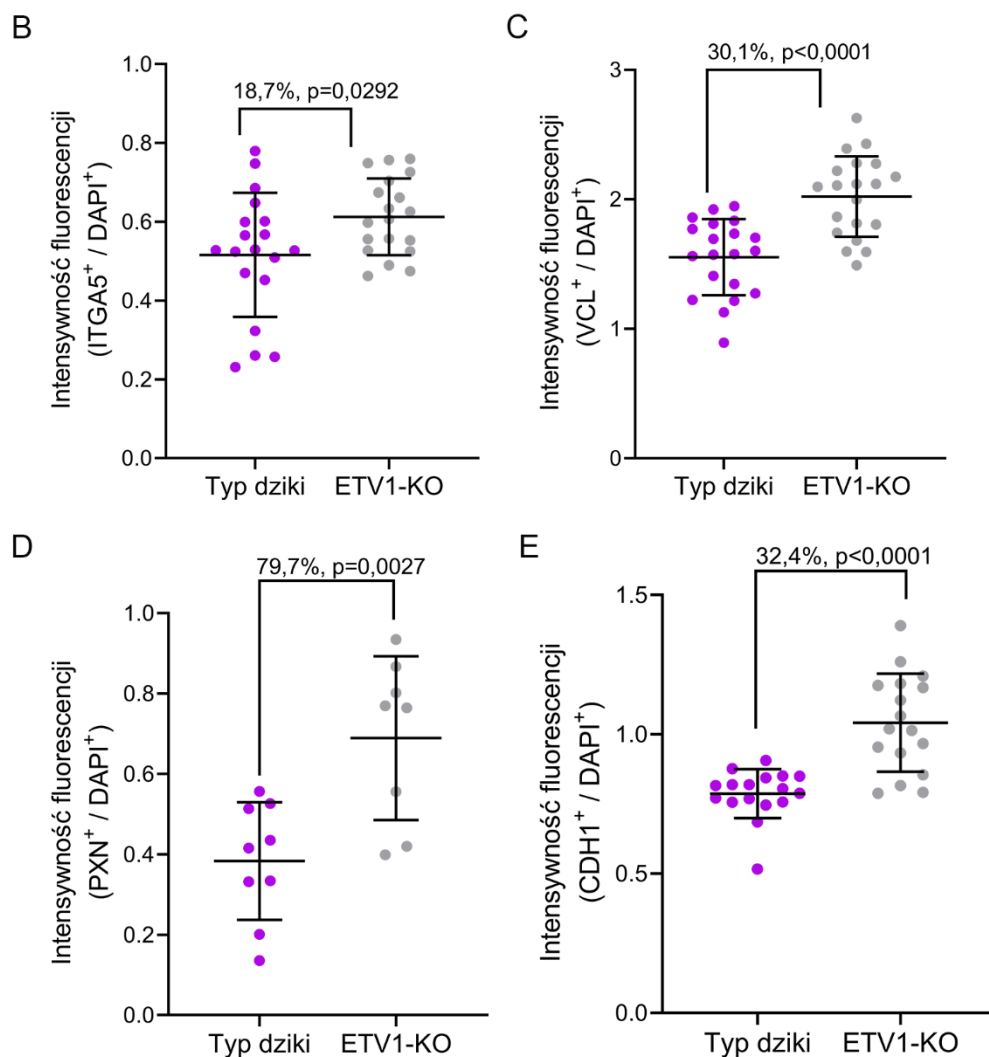 B
18,7%, p=0,0292
1.0
0.8
0.6
0.4
0.2
0.0
Intensywność fluorescencji
(ITGA5⁺ / DAPI⁺)
Typ dziki
ETV1-KO
C
30,1%, p<0,0001
3
2
1
0
Intensywność fluorescencji
(VCL⁺ / DAPI⁺)
Typ dziki
ETV1-KO
D
79,7%, p=0,0027
1.0
0.8
0.6
0.4
0.2
0.0
Intensywność fluorescencji
(PXN⁺ / DAPI⁺)
Typ dziki
ETV1-KO
E
32,4%, p<0,0001
1.5
1.0
0.5
0.0
Intensywność fluorescencji
(CDH1⁺ / DAPI⁺)
Typ dziki
ETV1-KO